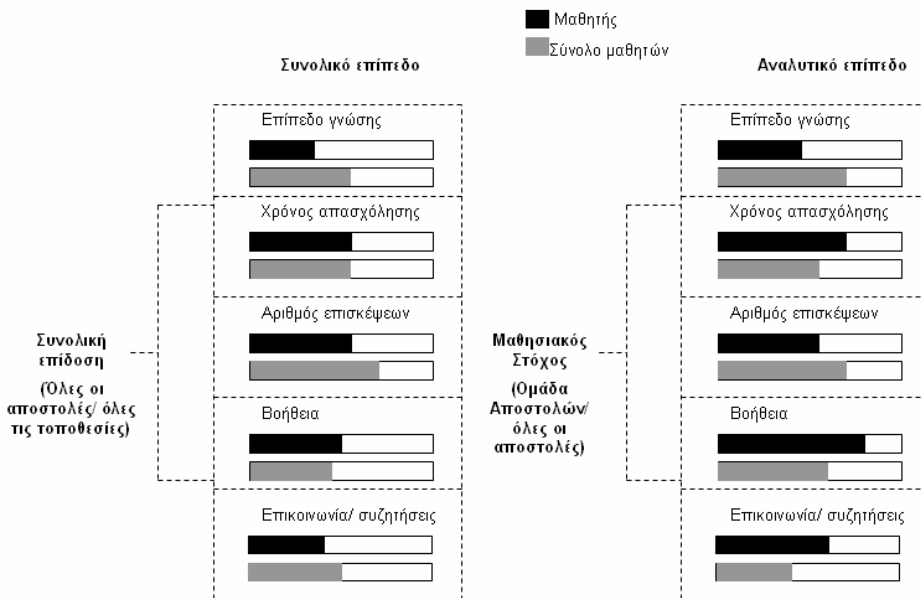 Μαθητής
Σύνολο μαθητών
Συνολικό επίπεδο
Επίπεδο γνώσης
Χρόνος απασχόλησης
Αριθμός επισκέψεων
Βοήθεια
Επικοινωνία/ συζητήσεις
Συνολική
επίδοση
(Όλες οι
αποστολές/ όλες
τις τοποθεσίες)
Αναλυτικό επίπεδο
Επίπεδο γνώσης
Χρόνος απασχόλησης
Αριθμός επισκέψεων
Βοήθεια
Επικοινωνία/ συζητήσεις
Μαθησιακός
Στόχος
(Ομάδα
Αποστολών/
όλες οι
αποστολές)